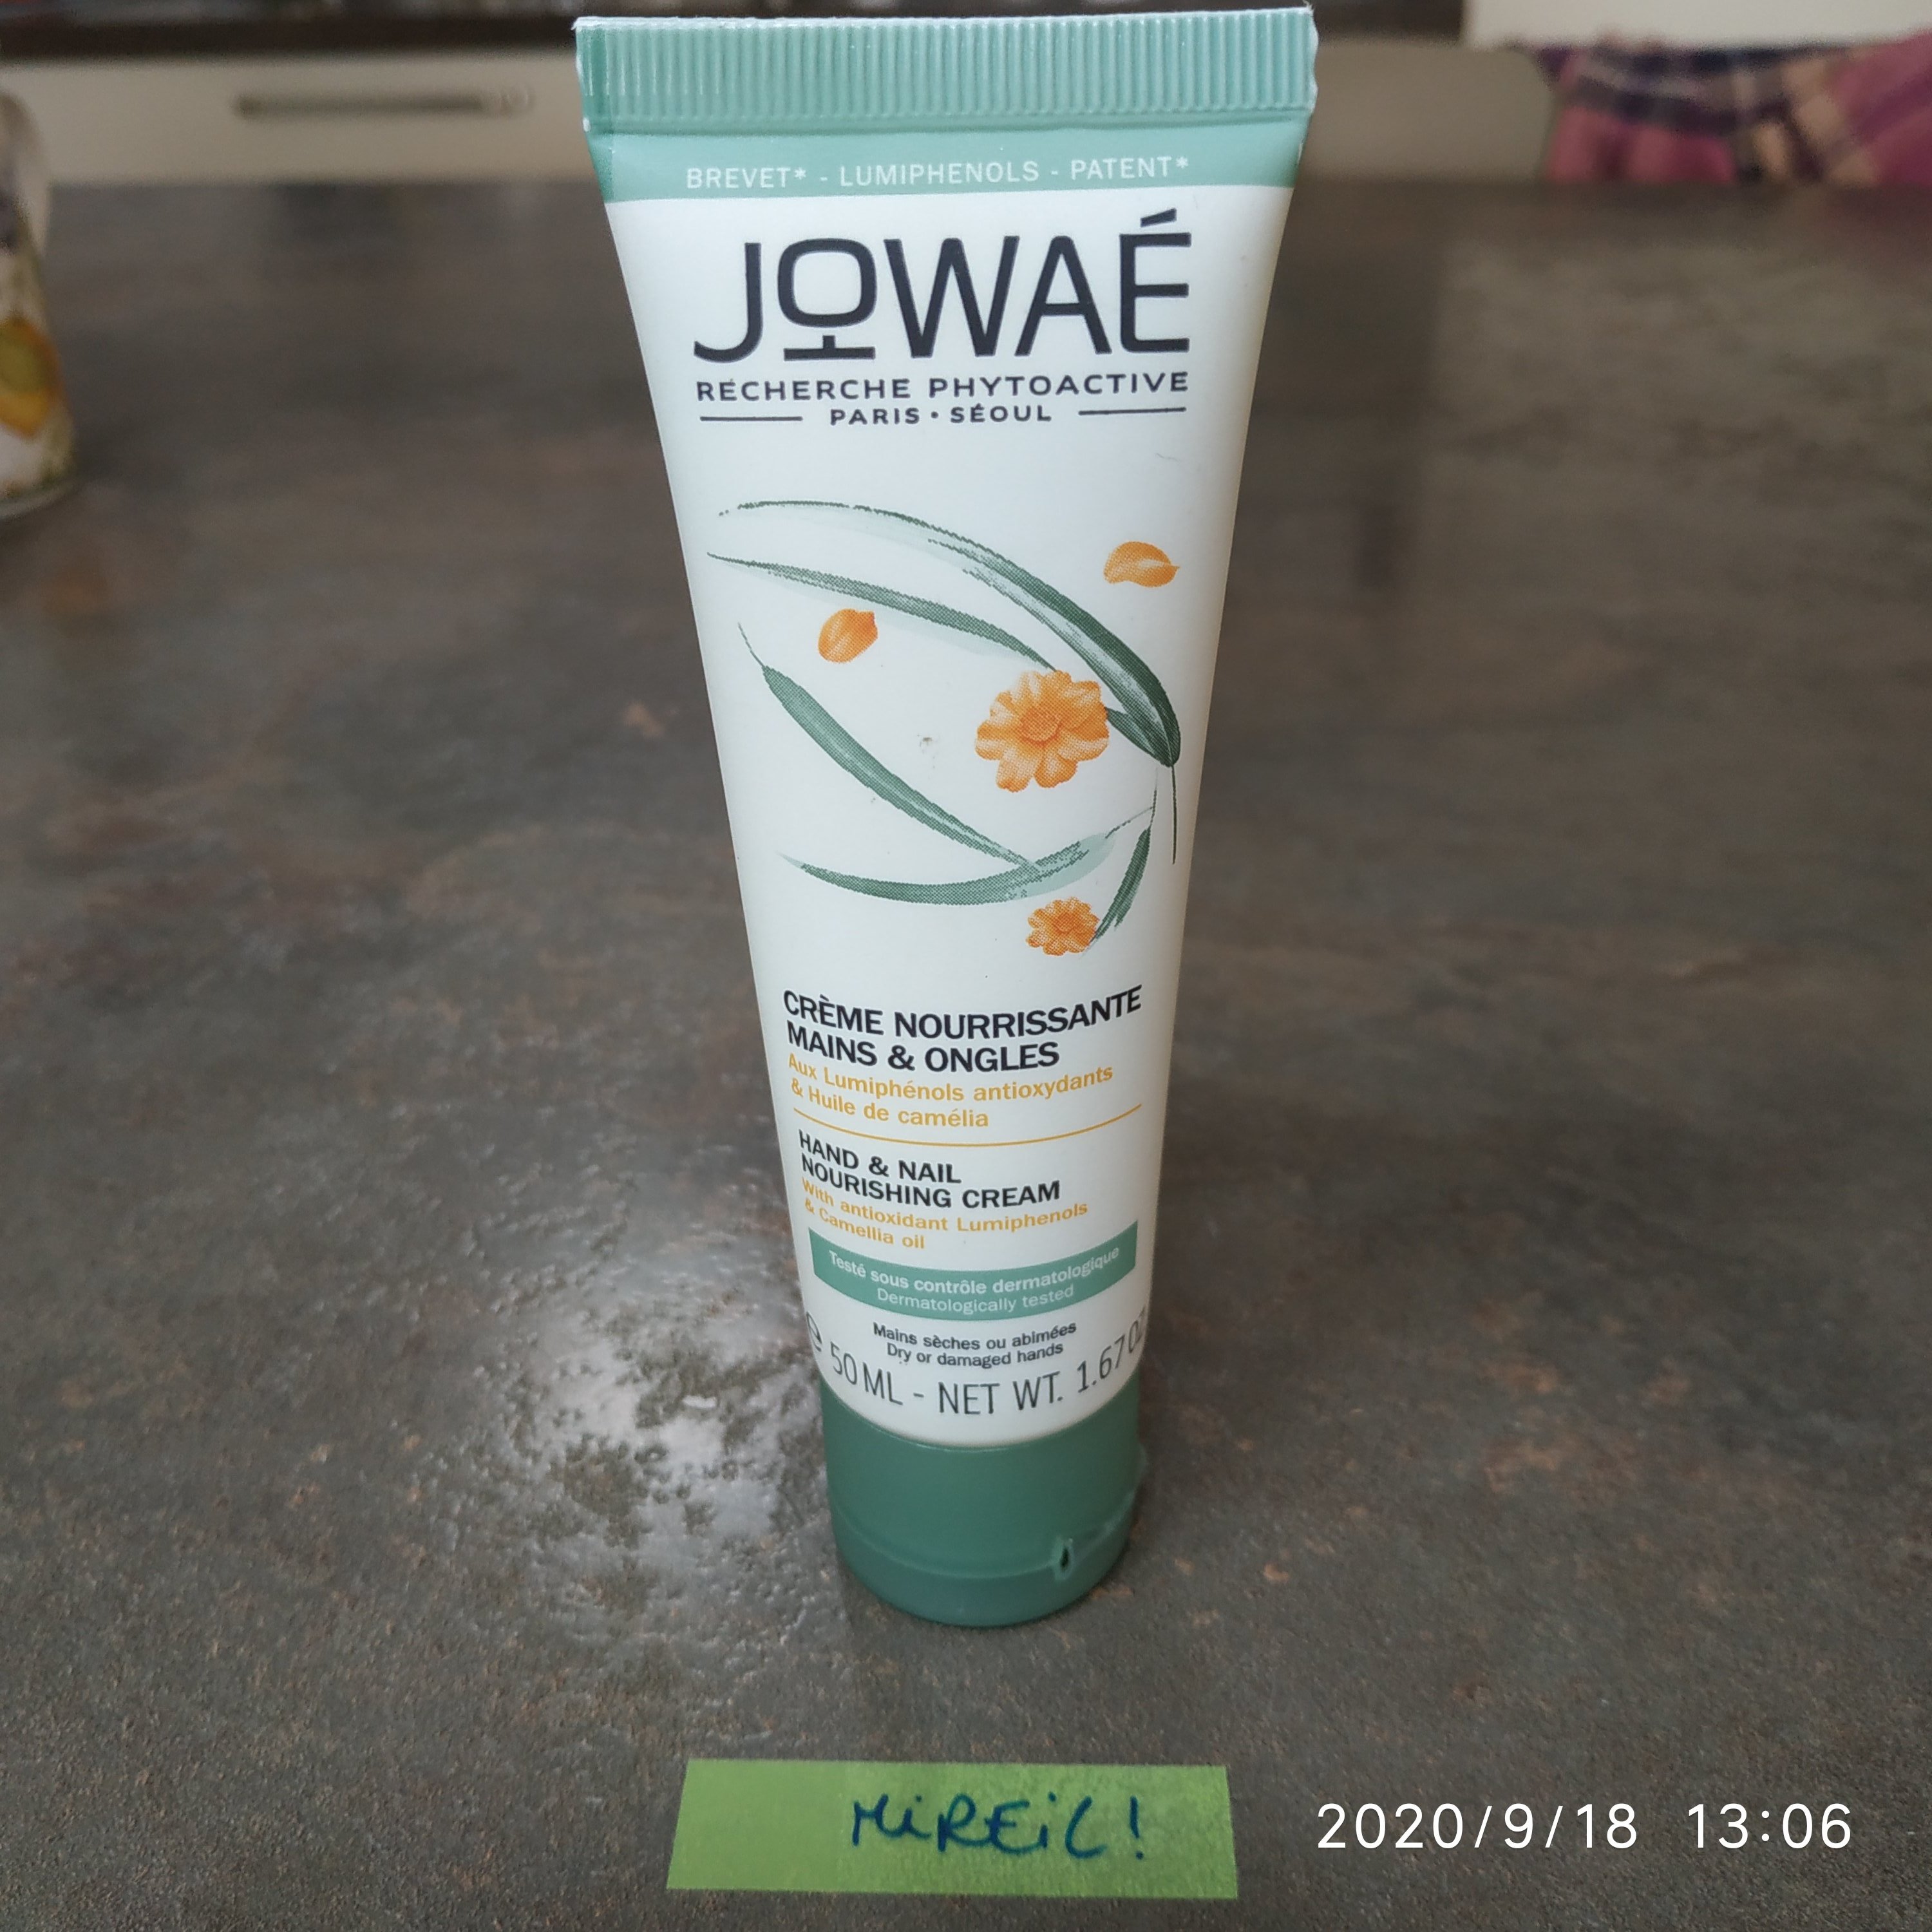 BREVET* - LUMIPHENOLS - PATENT*
JOWAÉ
RECHERCHE PHYTOACTIVE
PARIS • SÉOUL
CRÈME NOURRISSANTE
MAINS & ONGLES
Aux Lumiphénols antioxydants
& Huile de camélia
HAND & NAIL
NOURISHING CREAM
With antioxidant Lumiphenols
& Camellia oil
Testé sous contrôle dermatologique
Dermatologically tested
Mains sèches ou abimées
Dry or damaged hands
℮ 50 ML - NET WT. 1.67 OZ
MiREiL!
2020/9/18 13:06